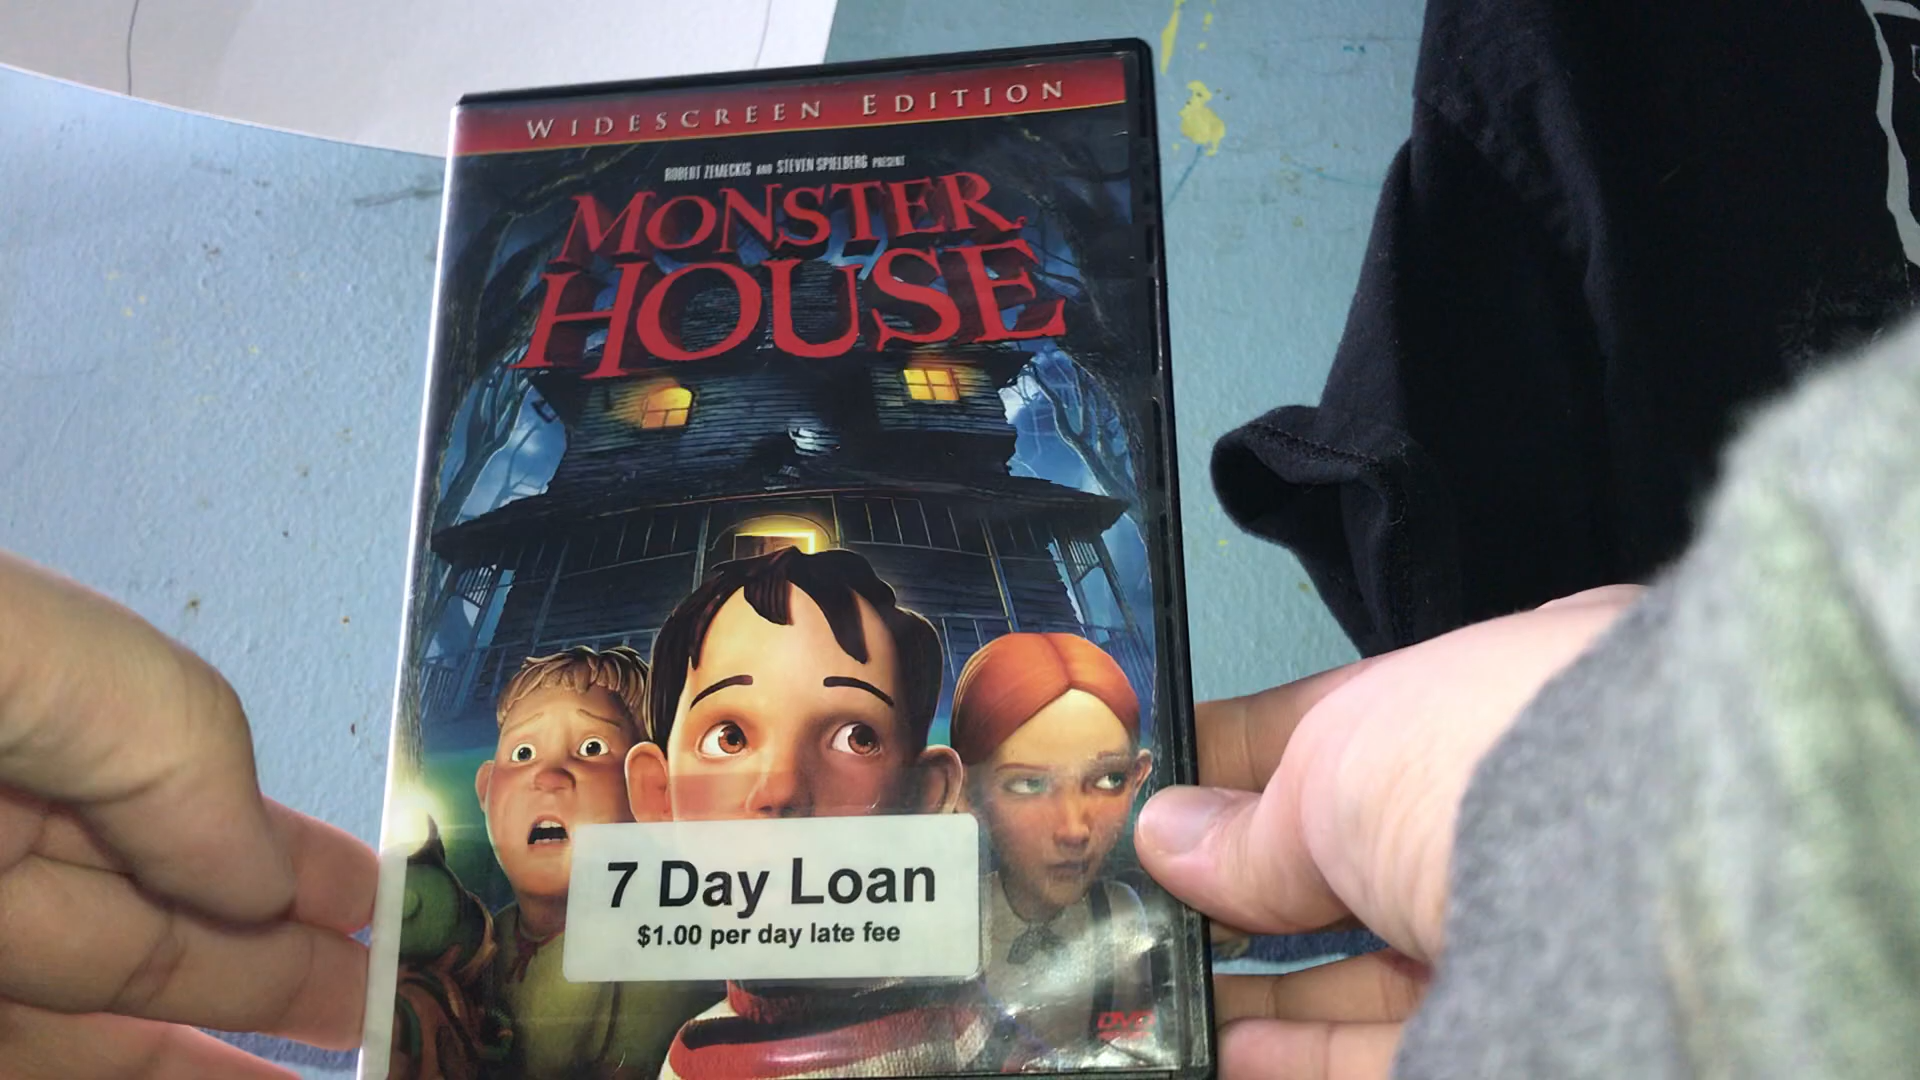 WIDESCREEN EDITION
ROBERT ZEMECKIS AND STEVEN SPIELBERG PRESENT
MONSTER
HOUSE
7 Day Loan
$1.00 per day late fee
DVD